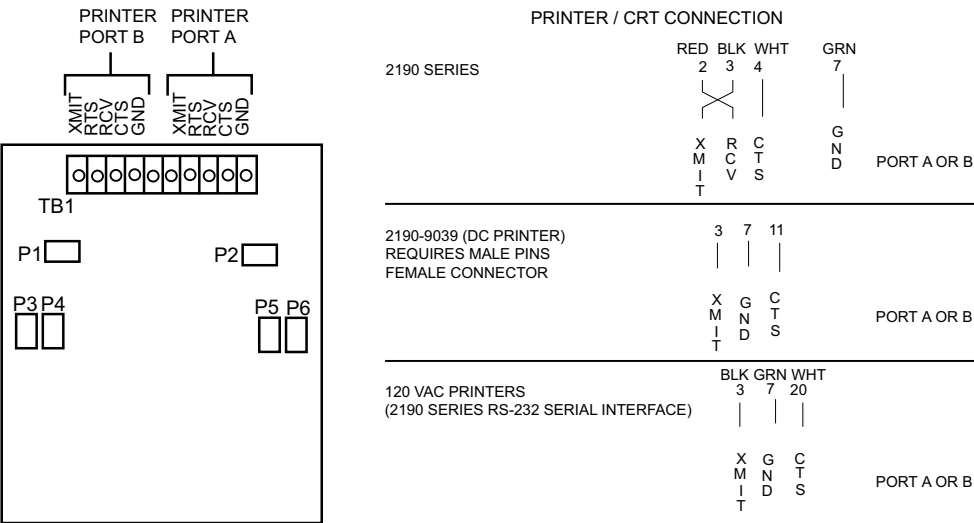 PRINTER PORT B
PRINTER PORT A
XMIT
RTS
RCV
CTS
GND
XMIT
RTS
RCV
CTS
GND
TB1
P1
P2
P3 P4
P5 P6
PRINTER / CRT CONNECTION
RED BLK WHT GRN
2190 SERIES
2 3 4 7
XMIT RCV CTS GND
PORT A OR B
2190-9039 (DC PRINTER)
REQUIRES MALE PINS
FEMALE CONNECTOR
3 7 11
XMIT GND CTS
PORT A OR B
BLK GRN WHT
3 7 20
120 VAC PRINTERS
(2190 SERIES RS-232 SERIAL INTERFACE)
XMIT GND CTS
PORT A OR B